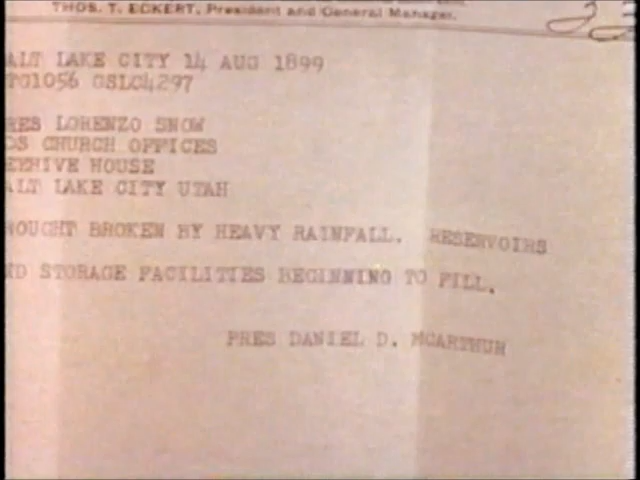 THOS. T. ECKERT, President and General Manager.
ALT LAKE CITY 14 AUG 1899
TG1056 GSLC4297
RES LORENZO SNOW
DS CHURCH OFFICES
EEHIVE HOUSE
ALT LAKE CITY UTAH
ROUGHT BROKEN BY HEAVY RAINFALL. RESERVOIRS
ND STORAGE FACILITIES BEGINNING TO FILL.
PRES DANIEL D. MCARTHUR